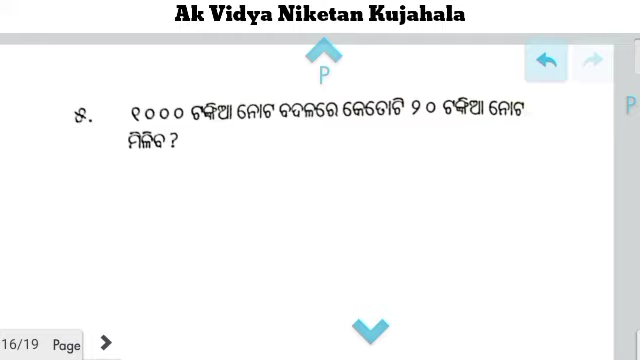 Ak Vidya Niketan Kujahala
P
P
୫. ୧୦୦୦ ଟଙ୍କିଆ ନୋଟ ବଦଳରେ କେତୋଟି ୨୦ ଟଙ୍କିଆ ନୋଟ
ମିଳିବ ?
16/19 Page